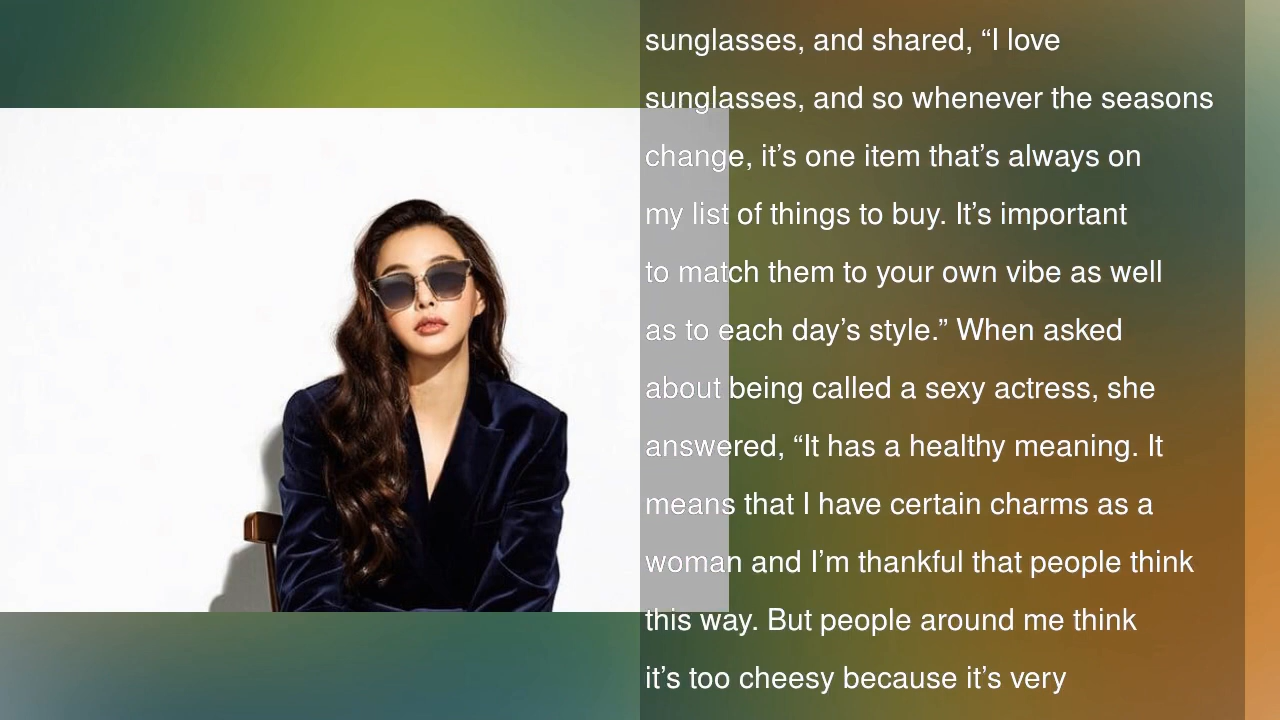 sunglasses, and shared, “I love
sunglasses, and so whenever the seasons
change, it’s one item that’s always on
my list of things to buy. It’s important
to match them to your own vibe as well
as to each day’s style.” When asked
about being called a sexy actress, she
answered, “It has a healthy meaning. It
means that I have certain charms as a
woman and I’m thankful that people think
this way. But people around me think
it’s too cheesy because it’s very